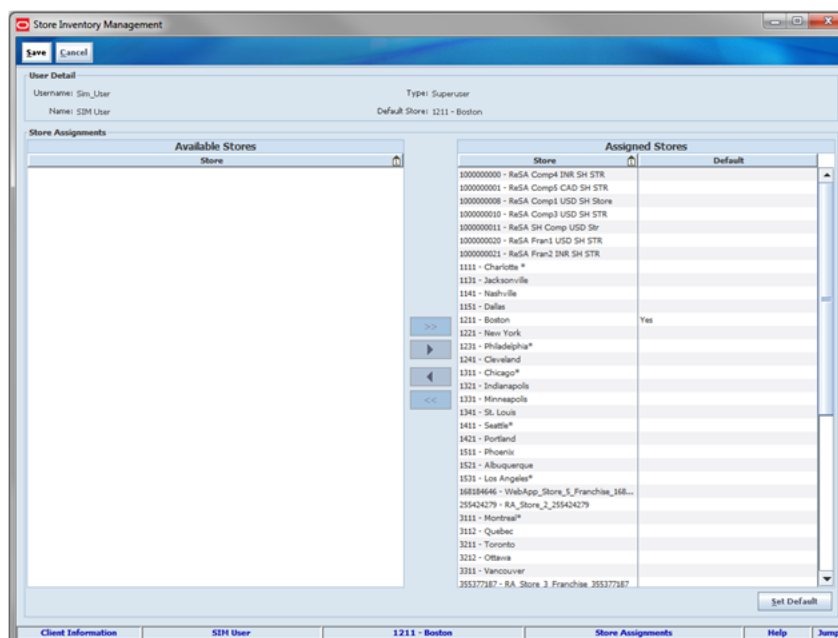 Store Inventory Management
Save Cancel
User Detail
Username: Sim_User Type: Superuser
Name: SIM User Default Store: 1211 - Boston
Store Assignments
Available Stores
Store
Assigned Stores
Store Default
1000000000 - ReSA Comp4 INR SH STR
1000000001 - ReSA Comp5 CAD SH STR
1000000008 - ReSA Comp1 USD SH Store
1000000010 - ReSA Comp3 USD SH STR
1000000011 - ReSA SH Comp USD Str
1000000020 - ReSA Fran1 USD SH STR
1000000021 - ReSA Fran2 INR SH STR
1111 - Charlotte *
1131 - Jacksonville
1141 - Nashville
1151 - Dallas
1211 - Boston Yes
1221 - New York
1231 - Philadelphia*
1241 - Cleveland
1311 - Chicago*
1321 - Indianapolis
1331 - Minneapolis
1341 - St. Louis
1411 - Seattle*
1421 - Portland
1511 - Phoenix
1521 - Albuquerque
1531 - Los Angeles*
168184646 - WebApp_Store_5_Franchise_168...
255424279 - RA_Store_2_255424279
3111 - Montreal*
3112 - Quebec
3211 - Toronto
3212 - Ottawa
3311 - Vancouver
355377187 - RA_Store_3_Franchise_355377187
>>
<<
Set Default
Client Information SIM User 1211 - Boston Store Assignments Help Jump